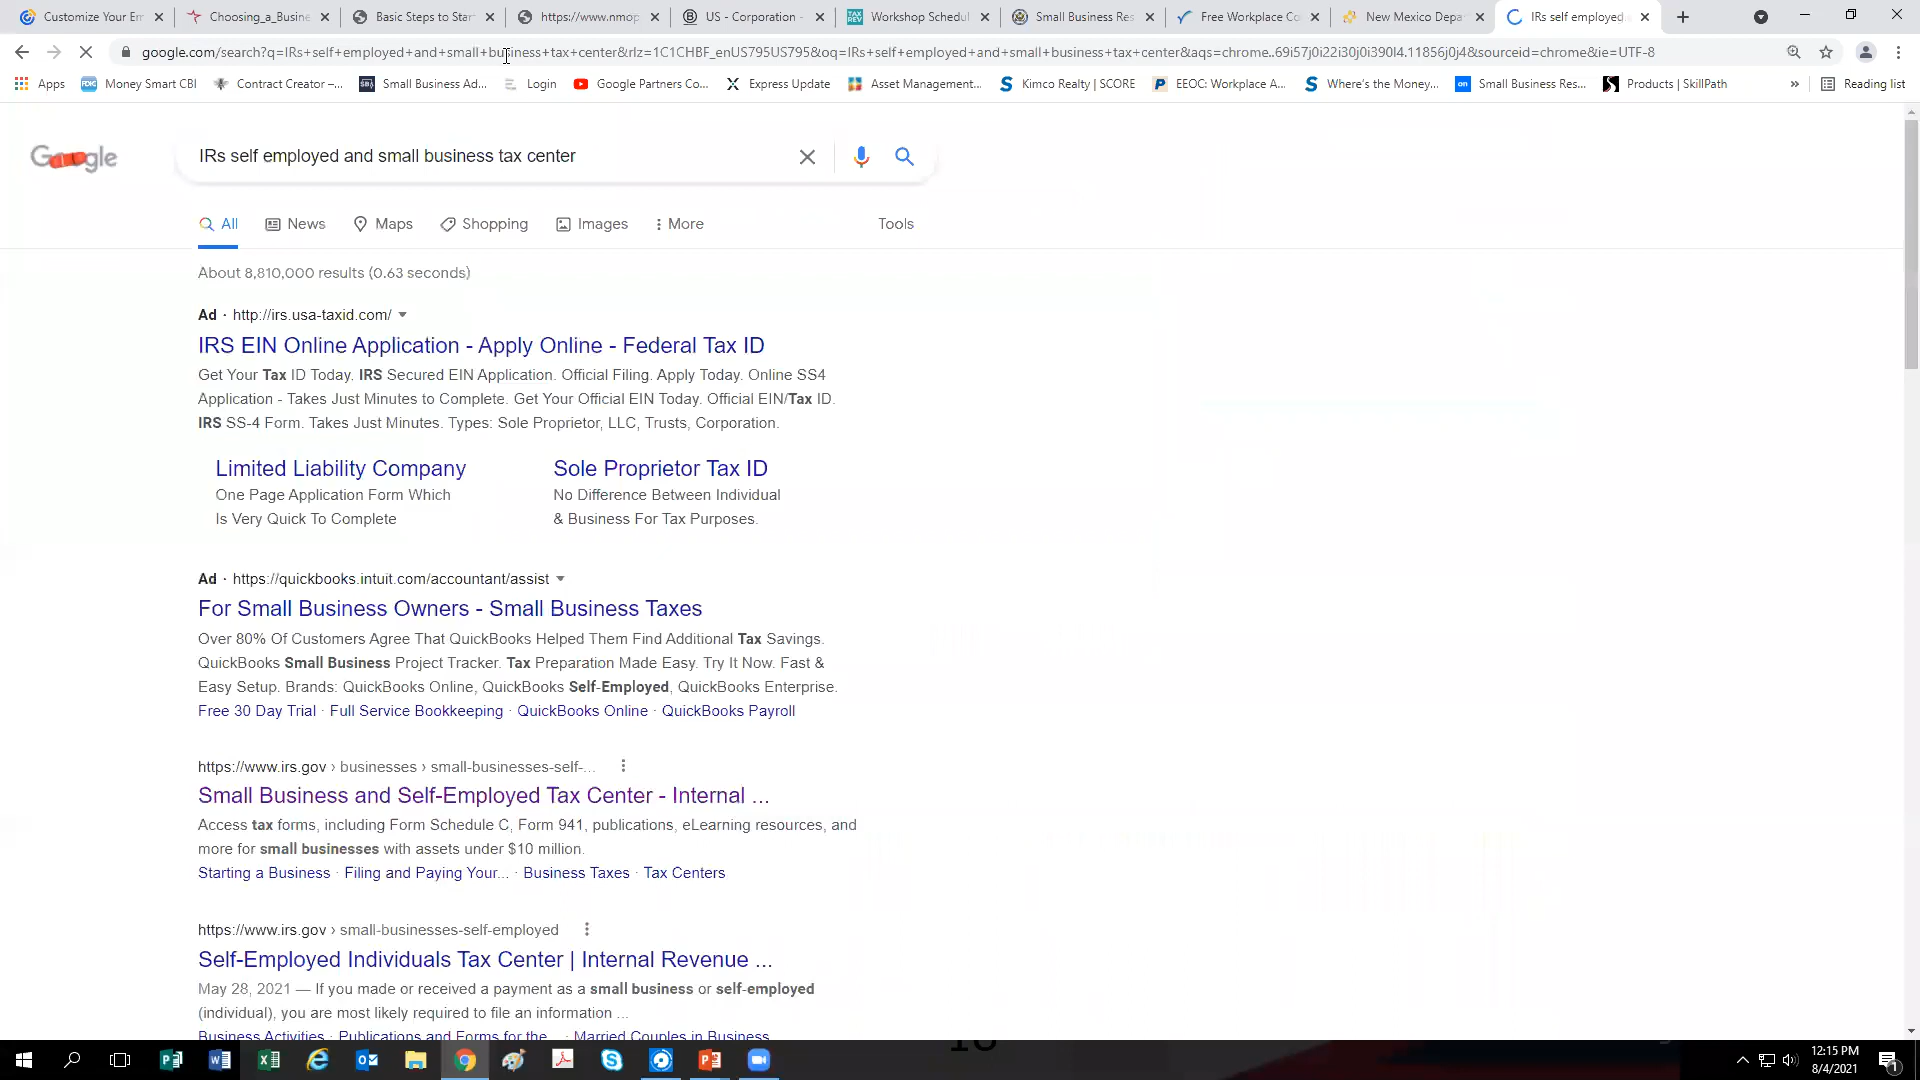 Customize Your Em
Choosing_a_Busine
Basic Steps to Star
https://www.nmop
US - Corporation -
TAX REV
Workshop Schedul
Small Business Res
Free Workplace Co
New Mexico Depa
IRs self employed
google.com/search?q=IRs+self+employed+and+small+business+tax+center&rlz=1C1CHBF_enUS795US795&oq=IRs+self+employed+and+small+business+tax+center&aqs=chrome..69i57j0i22i30j0i390l4.11856j0j4&sourceid=chrome&ie=UTF-8
Apps
Money Smart CBI
Contract Creator –...
Small Business Ad...
Login
Google Partners Co...
Express Update
Asset Management...
Kimco Realty | SCORE
EEOC: Workplace A...
Where's the Money...
Small Business Res...
Products | SkillPath
»
Reading list
Google
IRs self employed and small business tax center
All
News
Maps
Shopping
Images
More
Tools
About 8,810,000 results (0.63 seconds)
Ad · http://irs.usa-taxid.com/
IRS EIN Online Application - Apply Online - Federal Tax ID
Get Your Tax ID Today. IRS Secured EIN Application. Official Filing. Apply Today. Online SS4
Application - Takes Just Minutes to Complete. Get Your Official EIN Today. Official EIN/Tax ID.
IRS SS-4 Form. Takes Just Minutes. Types: Sole Proprietor, LLC, Trusts, Corporation.
Limited Liability Company
One Page Application Form Which
Is Very Quick To Complete
Sole Proprietor Tax ID
No Difference Between Individual
& Business For Tax Purposes.
Ad · https://quickbooks.intuit.com/accountant/assist
For Small Business Owners - Small Business Taxes
Over 80% Of Customers Agree That QuickBooks Helped Them Find Additional Tax Savings.
QuickBooks Small Business Project Tracker. Tax Preparation Made Easy. Try It Now. Fast &
Easy Setup. Brands: QuickBooks Online, QuickBooks Self-Employed, QuickBooks Enterprise.
Free 30 Day Trial · Full Service Bookkeeping · QuickBooks Online · QuickBooks Payroll
https://www.irs.gov › businesses › small-businesses-self-...
Small Business and Self-Employed Tax Center - Internal ...
Access tax forms, including Form Schedule C, Form 941, publications, eLearning resources, and
more for small businesses with assets under $10 million.
Starting a Business · Filing and Paying Your... · Business Taxes · Tax Centers
https://www.irs.gov › small-businesses-self-employed
Self-Employed Individuals Tax Center | Internal Revenue ...
May 28, 2021 — If you made or received a payment as a small business or self-employed
(individual), you are most likely required to file an information ...
Business Activities · Publications and Forms for the... · Married Couples in Business
12:15 PM
8/4/2021
1